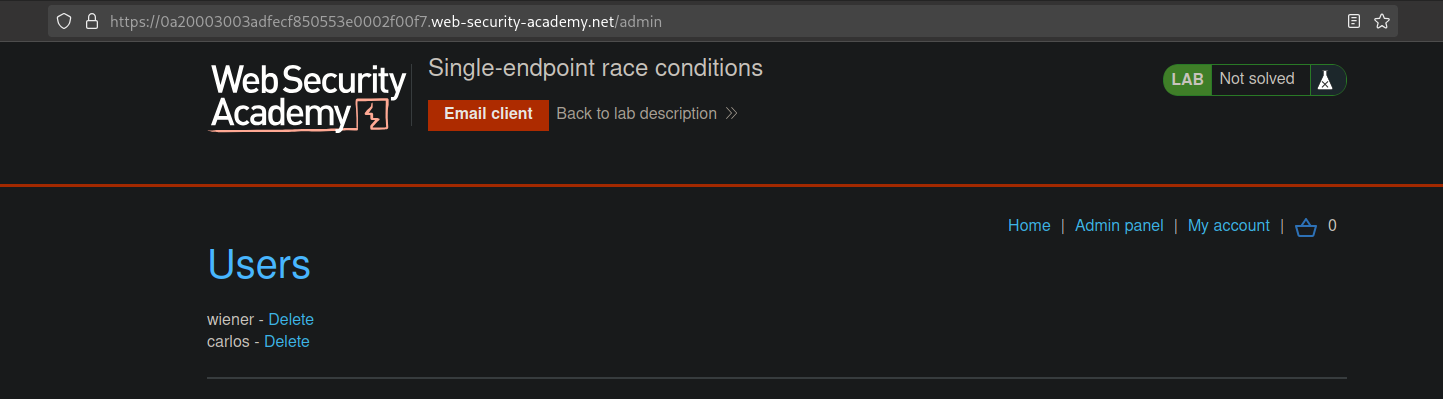 https://0a20003003adfecf850553e0002f00f7.web-security-academy.net/admin
Web Security
Academy
Single-endpoint race conditions
Email client
Back to lab description
LAB
Not solved
Home | Admin panel | My account | 0
Users
wiener - Delete
carlos - Delete